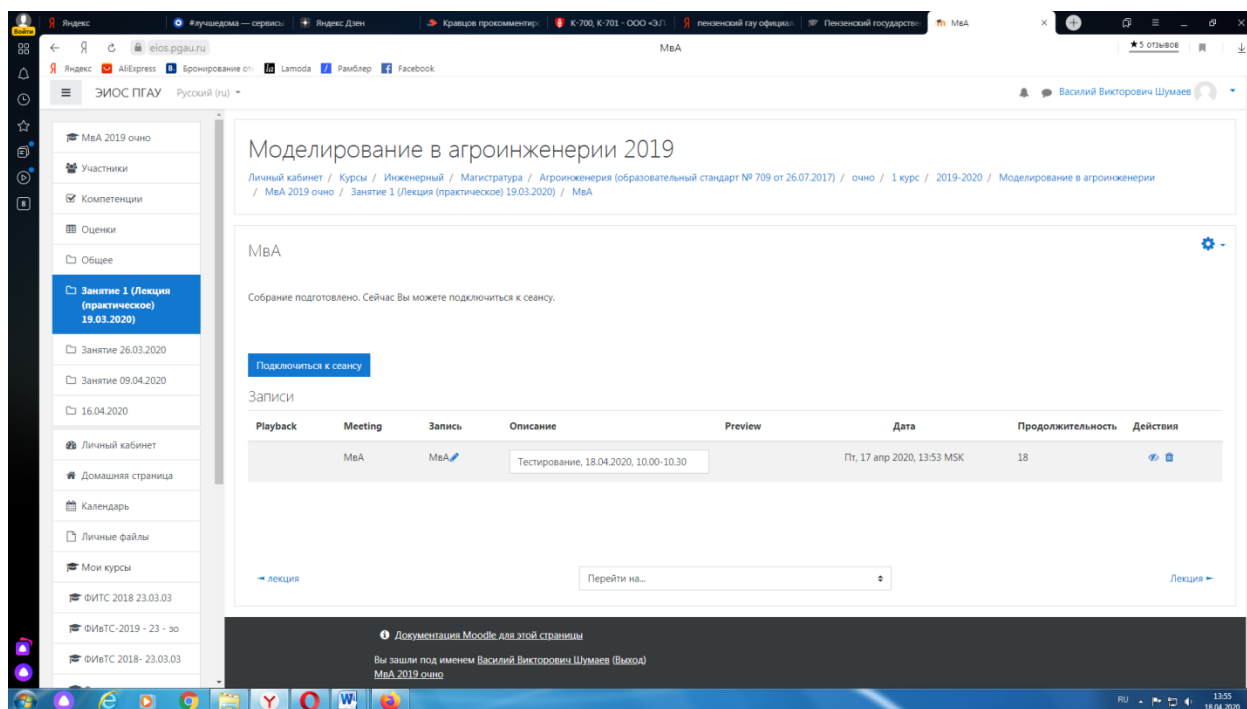 Войти
Яндекс
#лучшедома — сервисы
Яндекс Дзен
Кравцов прокомментир
К-700, К-701 - ООО «Э.П.
пензенский гау официал
Пензенский государстве
МвА
eios.pgau.ru
МвА
★5 отзывов
Яндекс
AliExpress
Бронирование от
Lamoda
Рамблер
Facebook
ЭИОС ПГАУ
Русский (ru)
Василий Викторович Шумаев
МвА 2019 очно
Участники
Компетенции
Оценки
Общее
Занятие 1 (Лекция
(практическое)
19.03.2020)
Занятие 26.03.2020
Занятие 09.04.2020
16.04.2020
Личный кабинет
Домашняя страница
Календарь
Личные файлы
Мои курсы
ФИТС 2018 23.03.03
ФИвТС-2019 - 23 - зо
ФИвТС 2018- 23.03.03
Моделирование в агроинженерии 2019
Личный кабинет / Курсы / Инженерный / Магистратура / Агроинженерия (образовательный стандарт № 709 от 26.07.2017) / очно / 1 курс / 2019-2020 / Моделирование в агроинженерии
/ МвА 2019 очно / Занятие 1 (Лекция (практическое) 19.03.2020) / МвА
МвА
Собрание подготовлено. Сейчас Вы можете подключиться к сеансу.
Подключиться к сеансу
Записи
Playback Meeting Запись Описание Preview Дата Продолжительность Действия
МвА МвА Тестирование, 18.04.2020, 10.00-10.30 Пт, 17 апр 2020, 13:53 MSK 18
◄ лекция
Перейти на...
Лекция ►
Документация Moodle для этой страницы
Вы зашли под именем Василий Викторович Шумаев (Выход)
МвА 2019 очно
RU
13:55
18.04.2020